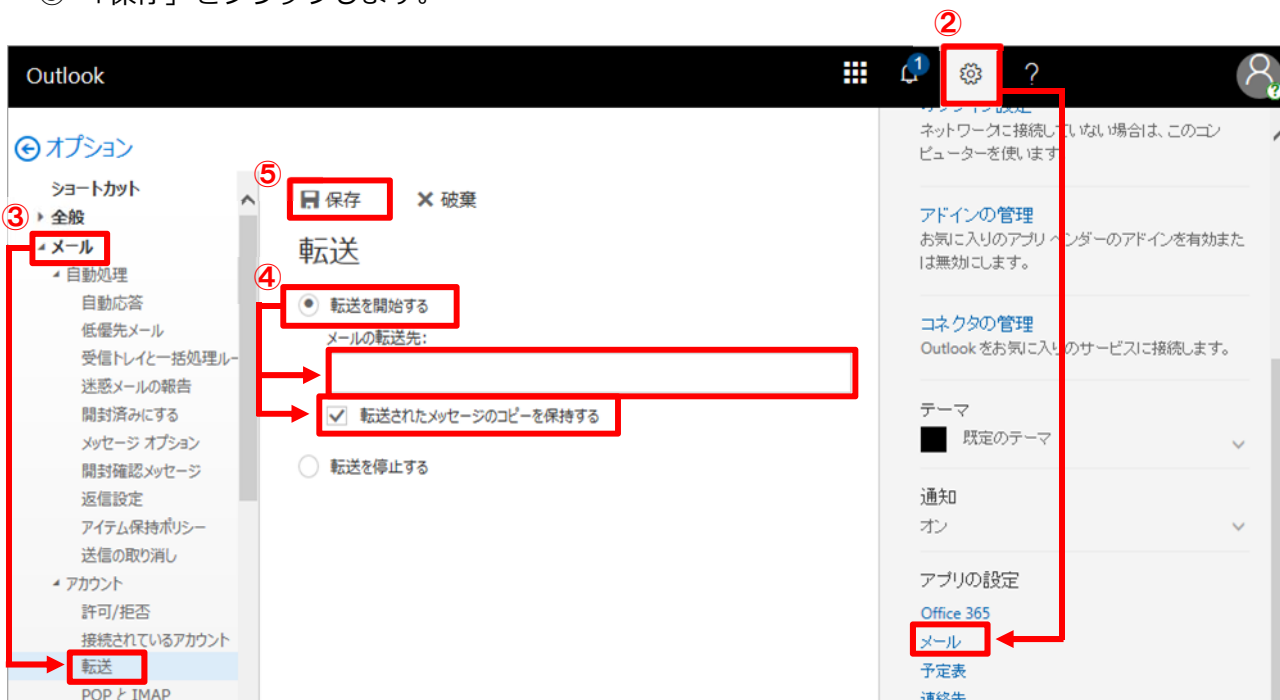 「保存」をクリックします。
②
Outlook
1
?
?
オプション
ショートカット
③
全般
メール
自動処理
自動応答
低優先メール
受信トレイと一括処理ルー
迷惑メールの報告
開封済みにする
メッセージ オプション
開封確認メッセージ
返信設定
アイテム保持ポリシー
送信の取り消し
アカウント
許可/拒否
接続されているアカウント
転送
POP と IMAP
⑤
保存 破棄
転送
④
転送を開始する
メールの転送先:
転送されたメッセージのコピーを保持する
転送を停止する
ネットワークに接続していない場合は、このコン
ピューターを使います
アドインの管理
お気に入りのアプリ ベンダーのアドインを有効また
は無効にします。
コネクタの管理
Outlook をお気に入りのサービスに接続します。
テーマ
既定のテーマ
通知
オン
アプリの設定
Office 365
メール
予定表
連絡先